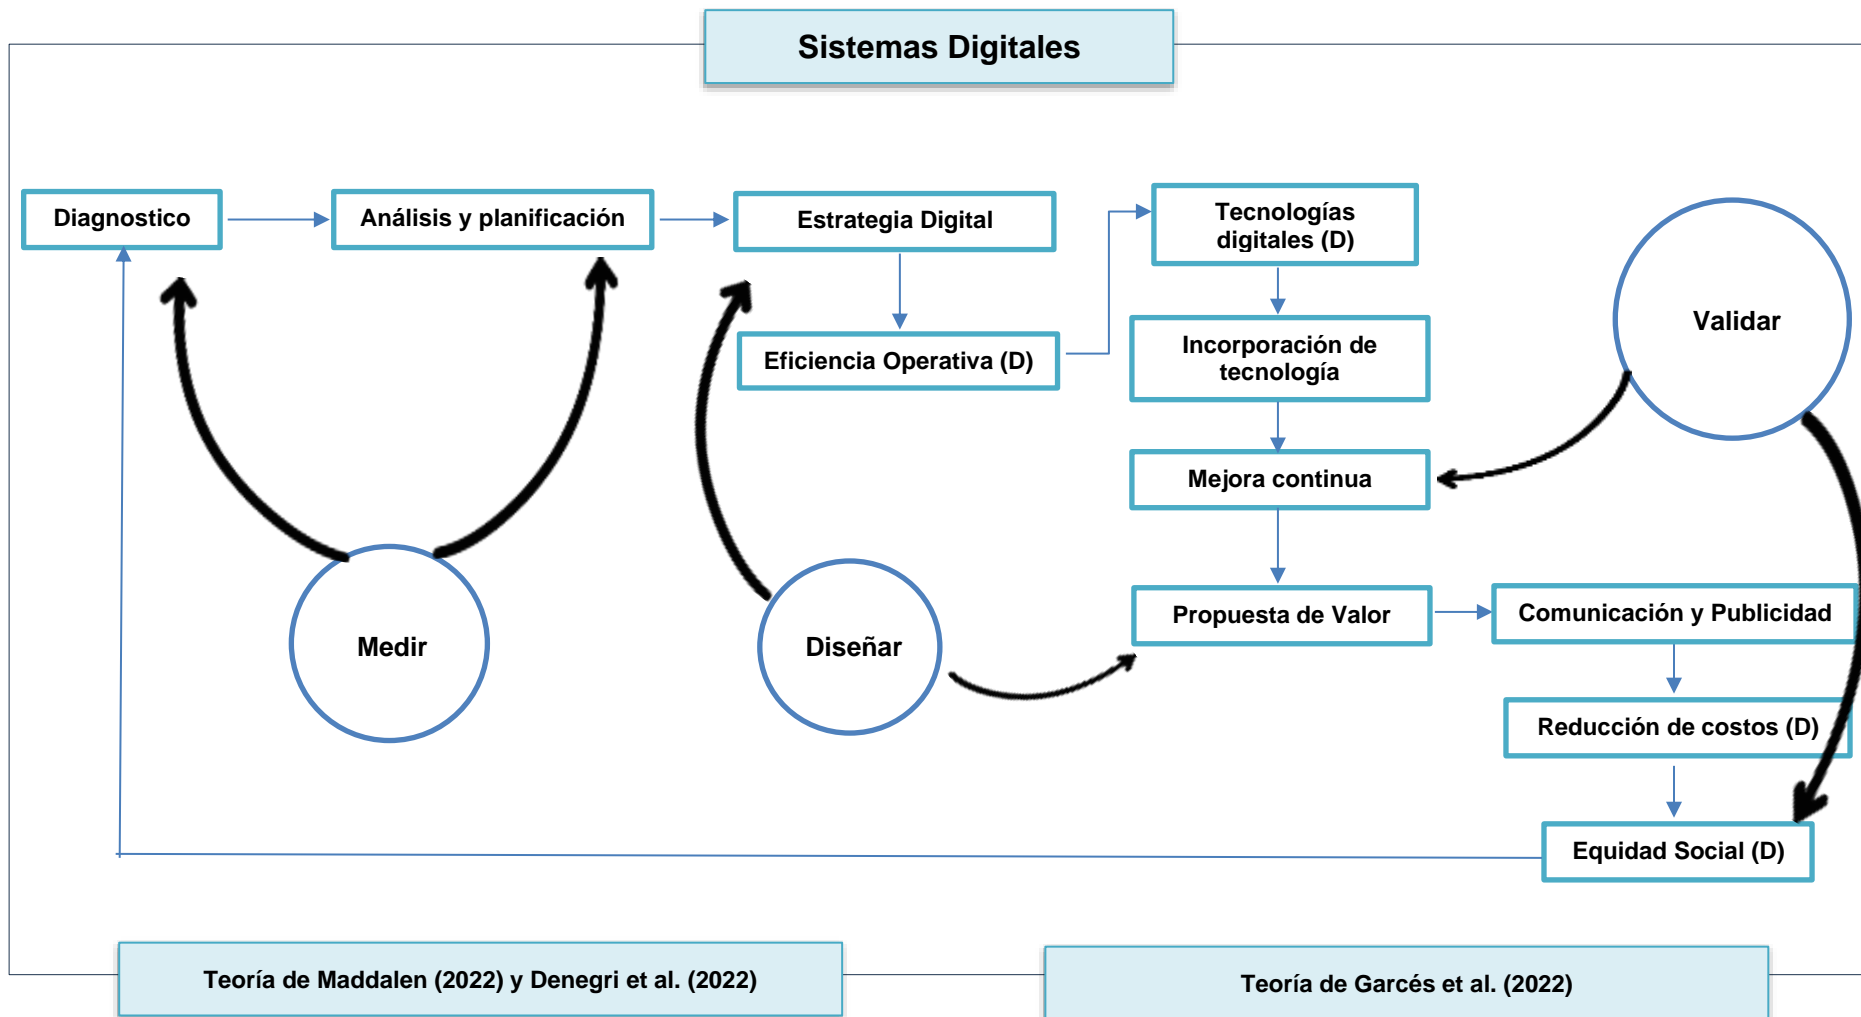 Sistemas Digitales
Diagnostico
Análisis y planificación
Estrategia Digital
Eficiencia Operativa (D)
Tecnologías
digitales (D)
Incorporación de
tecnología
Mejora continua
Validar
Medir
Diseñar
Propuesta de Valor
Comunicación y Publicidad
Reducción de costos (D)
Equidad Social (D)
Teoría de Maddalen (2022) y Denegri et al. (2022)
Teoría de Garcés et al. (2022)